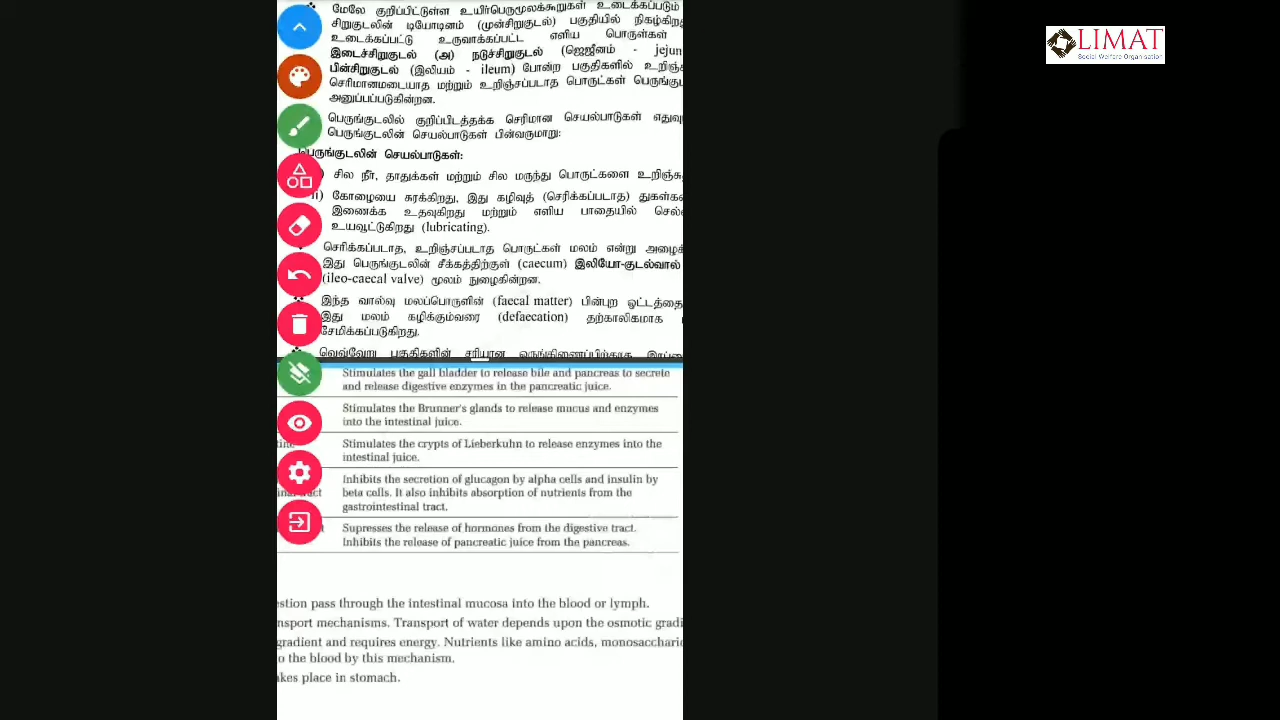 மேலே குறிப்பிட்டுள்ள உயிர்பெருமூலக்கூறுகள் உடைக்கப்படும்
சிறுகுடலின் டியோடினம் (முன்சிறுகுடல்) பகுதியில்
உடைக்கப்பட்டு உருவாக்கப்பட்ட எளிய பொருள்கள்
இடைச்சிறுகுடல் (அ) நடுச்சிறுகுடல் (ஜெஜீனம் - jejun
பின்சிறுகுடல் (இலியம் - ileum) போன்ற பகுதிகளில்
செரிமானமடையாத மற்றும் உறிஞ்சப்படாத பொருட்கள்
அனுப்பப்படுகின்றன.
பெருங்குடலில் குறிப்பிடத்தக்க செரிமான செயல்பாடுகள்
பெருங்குடலின் செயல்பாடுகள் பின்வருமாறு:
பெருங்குடலின் செயல்பாடுகள்:
) சில நீர், தாதுக்கள் மற்றும் சில மருந்து பொருட்களை
ii) கோழையை சுரக்கிறது, இது கழிவுத் (செரிக்கப்படாத)
இணைக்க உதவுகிறது மற்றும் எளிய பாதையில்
உயவூட்டுகிறது (lubricating).
செரிக்கப்படாத, உறிஞ்சப்படாத பொருட்கள் மலம் என்று
இது பெருங்குடலின் சீக்கத்திற்குள் (caecum) இலியோ-குடல்வால்
(ileo-caecal valve) மூலம் நுழைகின்றன.
இந்த வால்வு மலப்பொருளின் (faecal matter) பின்புற
இது மலம் கழிக்கும்வரை (defaecation) தற்காலிகமாக
சேமிக்கப்படுகிறது.
வெவ்வேறு பகுதிகளின் சரியான ஒருங்கிணைப்பிற்காக
Stimulates the gall bladder to release bile and pancreas to secrete
and release digestive enzymes in the pancreatic juice.
Stimulates the Brunner's glands to release mucus and enzymes
into the intestinal juice.
Stimulates the crypts of Lieberkuhn to release enzymes into the
intestinal juice.
Inhibits the secretion of glucagon by alpha cells and insulin by
beta cells. It also inhibits absorption of nutrients from the
gastrointestinal tract.
Supresses the release of hormones from the digestive tract.
Inhibits the release of pancreatic juice from the pancreas.
estion pass through the intestinal mucosa into the blood or lymph.
nsport mechanisms. Transport of water depends upon the osmotic gradi
gradient and requires energy. Nutrients like amino acids, monosaccharid
o the blood by this mechanism.
akes place in stomach.
LIMAT
Social Welfare Organisation